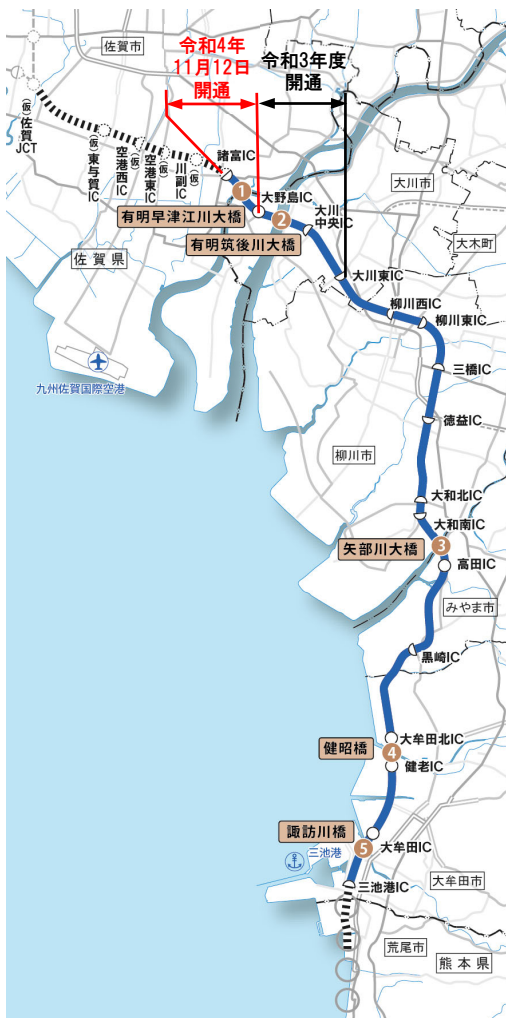 佐賀市
令和4年
11月12日
開通
令和3年度
開通
(仮)佐賀
JCT
(仮)東与賀IC
(仮)空港西IC
(仮)空港東IC
(仮)川副IC
諸富IC
1
大野島IC
有明早津江川大橋
2
有明筑後川大橋
大川
中央IC
大川市
大木町
佐賀県
大川東IC
柳川西IC
柳川東IC
九州佐賀国際空港
三橋IC
徳益IC
柳川市
大和北IC
大和南IC
矢部川大橋
3
高田IC
みやま市
黒崎IC
大牟田北IC
健昭橋
4
健老IC
諏訪川橋
5
大牟田IC
三池港
三池港IC
大牟田市
荒尾市
熊本県